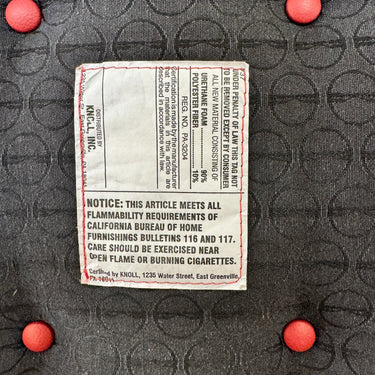 UNDER PENALTY OF LAW THIS TAG NOT
TO BE REMOVED EXCEPT BY CONSUMER
ALL NEW MATERIAL CONSISTING OF
URETHANE FOAM 90%
POLYESTER FIBER 10%
REG. NO. PA-3204
Certification is made by the manufacturer
that the materials in this article are
described in accordance with law.
DISTRIBUTED BY
KNOLL, INC.
NOTICE: THIS ARTICLE MEETS ALL
FLAMMABILITY REQUIREMENTS OF
CALIFORNIA BUREAU OF HOME
FURNISHINGS BULLETINS 116 AND 117.
CARE SHOULD BE EXERCISED NEAR
OPEN FLAME OR BURNING CIGARETTES.
Certified by KNOLL, 1235 Water Street, East Greenville,
PA 18041